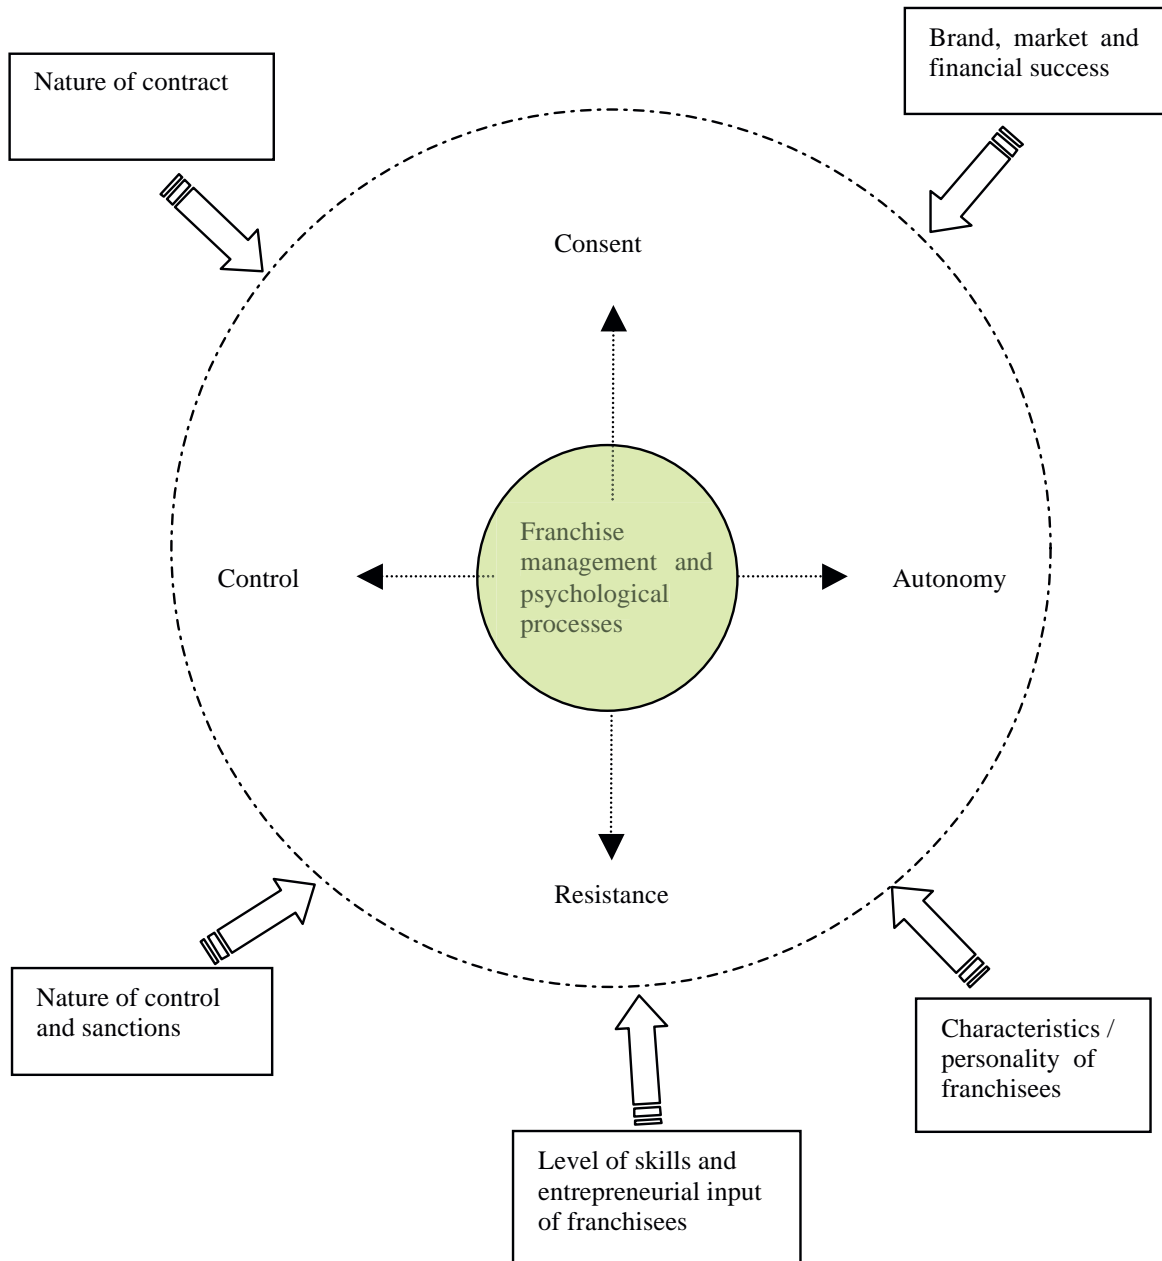 Brand, market and
financial success
Nature of contract
Consent
Franchise
management and
psychological
processes
Control
Autonomy
Resistance
Nature of control
and sanctions
Characteristics /
personality of
franchisees
Level of skills and
entrepreneurial input
of franchisees